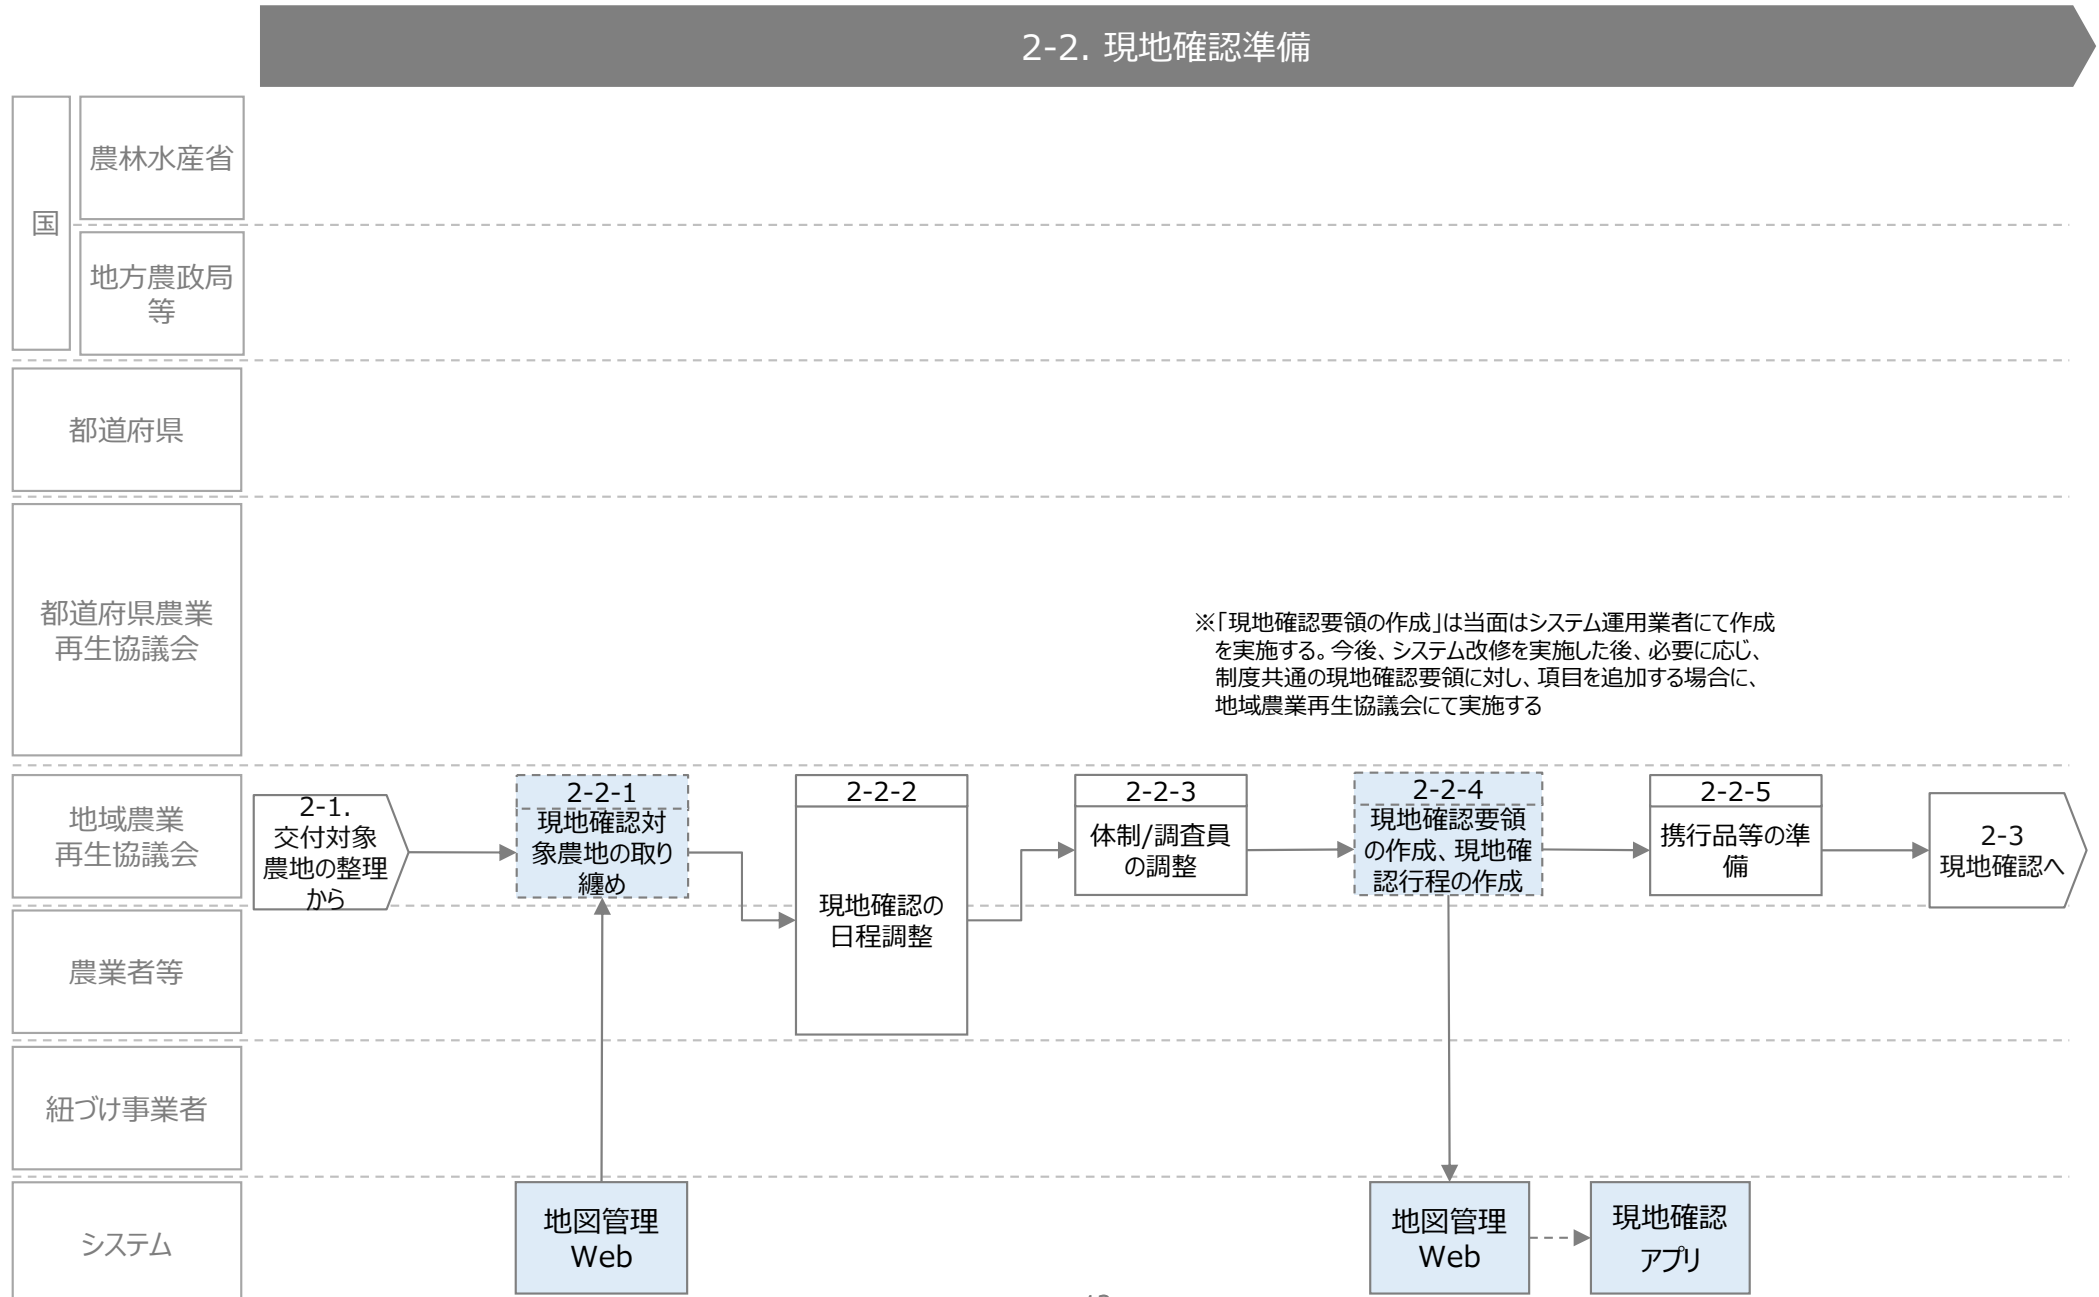 2-2. 現地確認準備
国
農林水産省
地方農政局
等
都道府県
都道府県農業
再生協議会
※「現地確認要領の作成」は当面はシステム運用業者にて作成
を実施する。今後、システム改修を実施した後、必要に応じ、
制度共通の現地確認要領に対し、項目を追加する場合に、
地域農業再生協議会にて実施する
地域農業
再生協議会
2-1.
交付対象
農地の整理
から
2-2-1
現地確認対
象農地の取り
纏め
2-2-2
現地確認の
日程調整
2-2-3
体制/調査員
の調整
2-2-4
現地確認要領
の作成、現地確
認行程の作成
2-2-5
携行品等の準
備
2-3
現地確認へ
農業者等
紐づけ事業者
システム
地図管理
Web
地図管理
Web
現地確認
アプリ